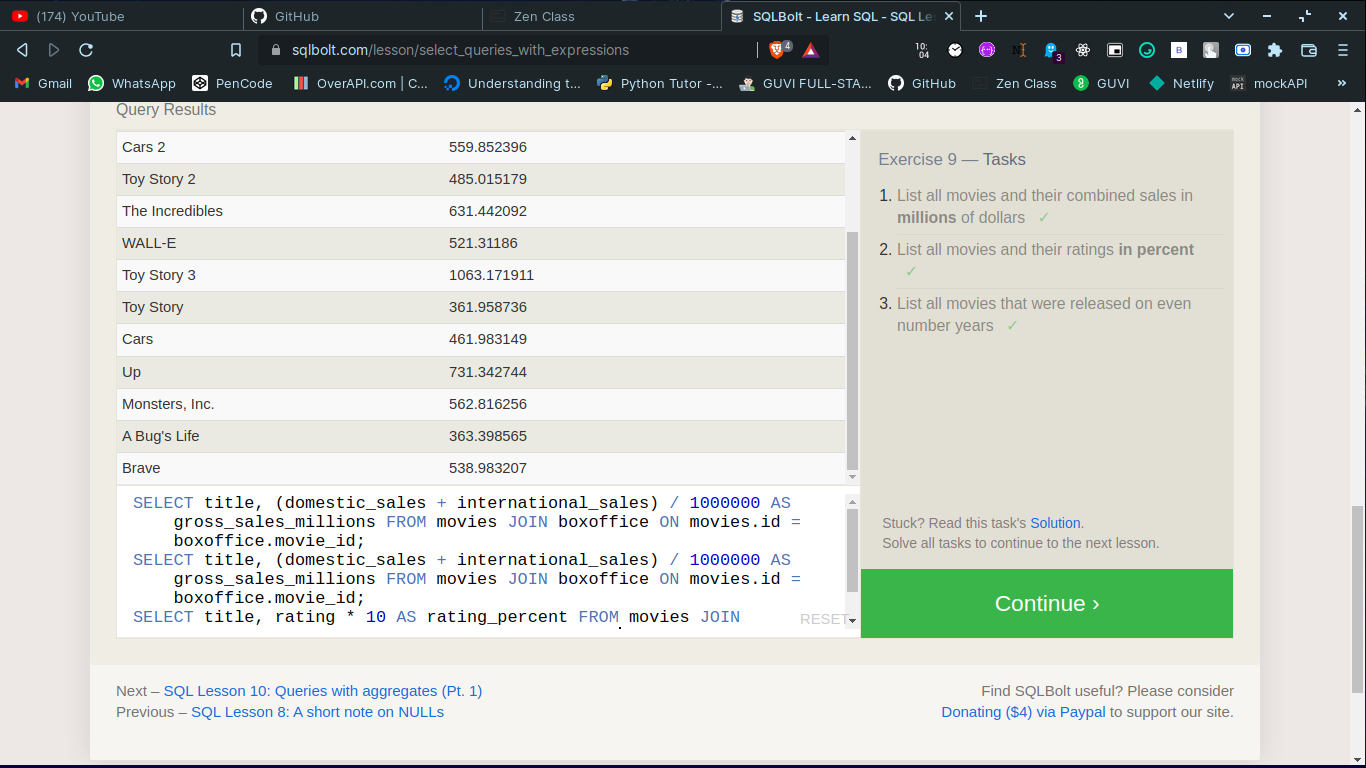 (174) YouTube
GitHub
Zen Class
SQLBolt - Learn SQL - SQL Le
sqlbolt.com/lesson/select_queries_with_expressions
4
10:
04
3
B
Gmail
WhatsApp
PenCode
OverAPI.com | C...
Understanding t...
Python Tutor -...
GUVI FULL-STA...
GitHub
Zen Class
GUVI
Netlify
mock
API
mockAPI
»
Query Results
Cars 2 559.852396
Toy Story 2 485.015179
The Incredibles 631.442092
WALL-E 521.31186
Toy Story 3 1063.171911
Toy Story 361.958736
Cars 461.983149
Up 731.342744
Monsters, Inc. 562.816256
A Bug's Life 363.398565
Brave 538.983207
SELECT title, (domestic_sales + international_sales) / 1000000 AS
gross_sales_millions FROM movies JOIN boxoffice ON movies.id =
boxoffice.movie_id;
SELECT title, (domestic_sales + international_sales) / 1000000 AS
gross_sales_millions FROM movies JOIN boxoffice ON movies.id =
boxoffice.movie_id;
SELECT title, rating * 10 AS rating_percent FROM movies JOIN
RESET
Exercise 9 — Tasks
1. List all movies and their combined sales in
millions of dollars ✓
2. List all movies and their ratings in percent
✓
3. List all movies that were released on even
number years ✓
Stuck? Read this task's Solution.
Solve all tasks to continue to the next lesson.
Continue ›
Next – SQL Lesson 10: Queries with aggregates (Pt. 1)
Previous – SQL Lesson 8: A short note on NULLs
Find SQLBolt useful? Please consider
Donating ($4) via Paypal to support our site.